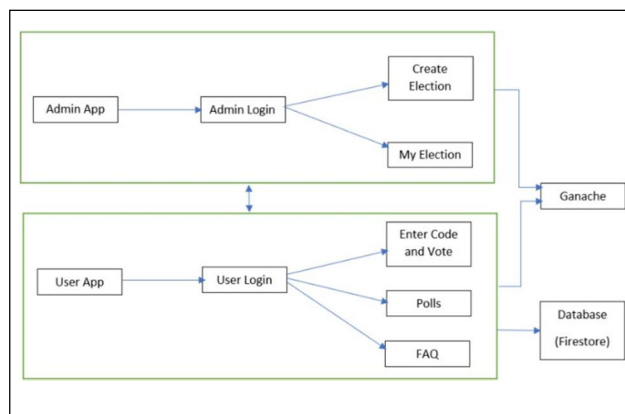 Create
Election
Admin App
Admin Login
My Election
Ganache
Enter Code
and Vote
User App
User Login
Polls
Database
(Firestore)
FAQ